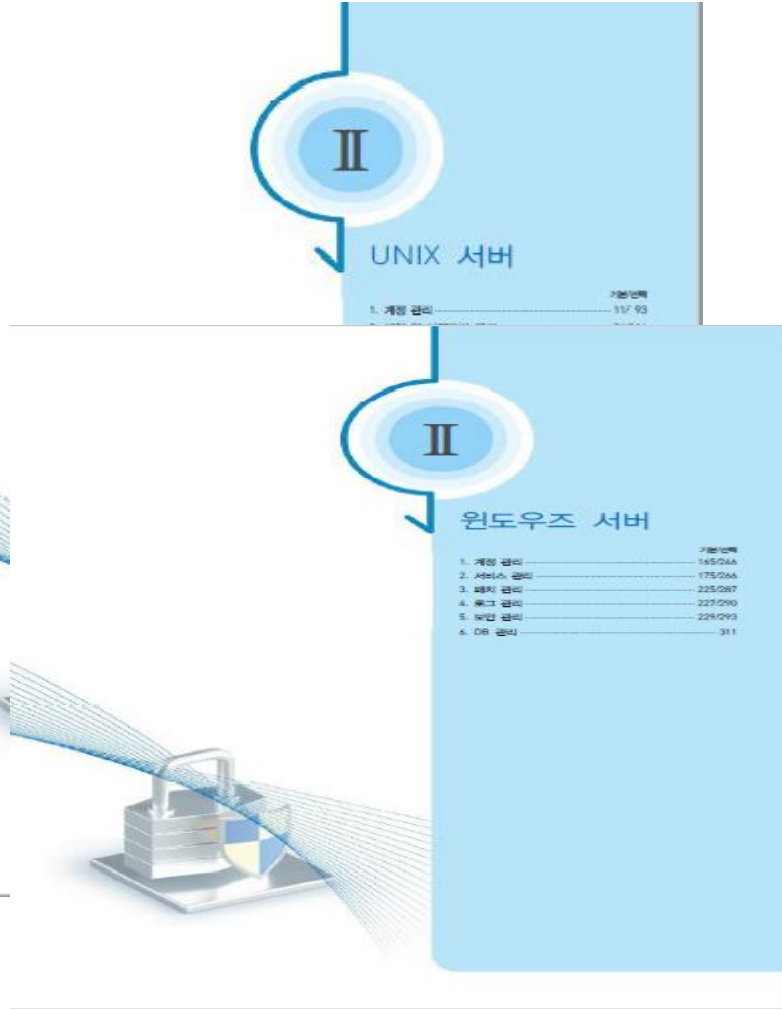 Ⅱ
UNIX 서버
기본/선택
1. 계정 관리 11/ 93
Ⅱ
윈도우즈 서버
기본/선택
1. 계정 관리 165/246
2. 서비스 관리 175/266
3. 패치 관리 225/287
4. 로그 관리 227/290
5. 보안 관리 229/293
6. DB 관리 311